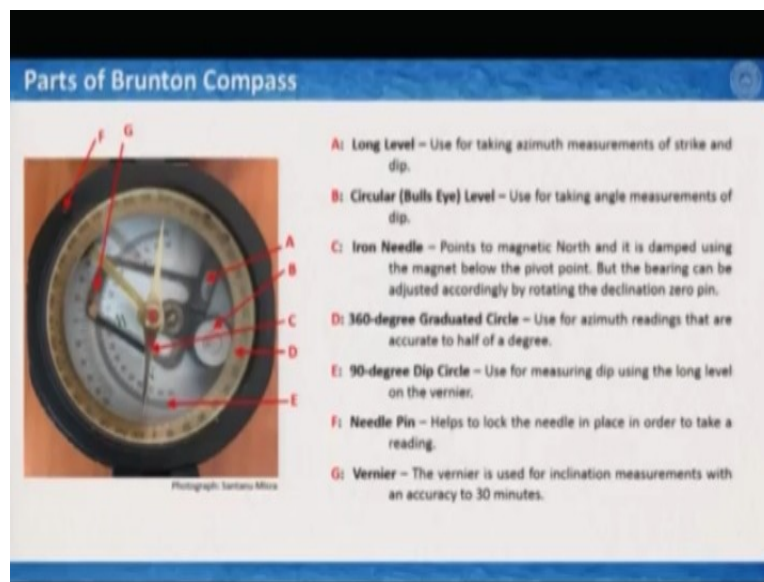 Parts of Brunton Compass
F
G
A
B
C
D
E
Photograph: Santanu Misra
A: Long Level – Use for taking azimuth measurements of strike and
dip.
B: Circular (Bulls Eye) Level – Use for taking angle measurements of
dip.
C: Iron Needle – Points to magnetic North and it is damped using
the magnet below the pivot point. But the bearing can be
adjusted accordingly by rotating the declination zero pin.
D: 360-degree Graduated Circle – Use for azimuth readings that are
accurate to half of a degree.
E: 90-degree Dip Circle – Use for measuring dip using the long level
on the vernier.
F: Needle Pin – Helps to lock the needle in place in order to take a
reading.
G: Vernier – The vernier is used for inclination measurements with
an accuracy to 30 minutes.